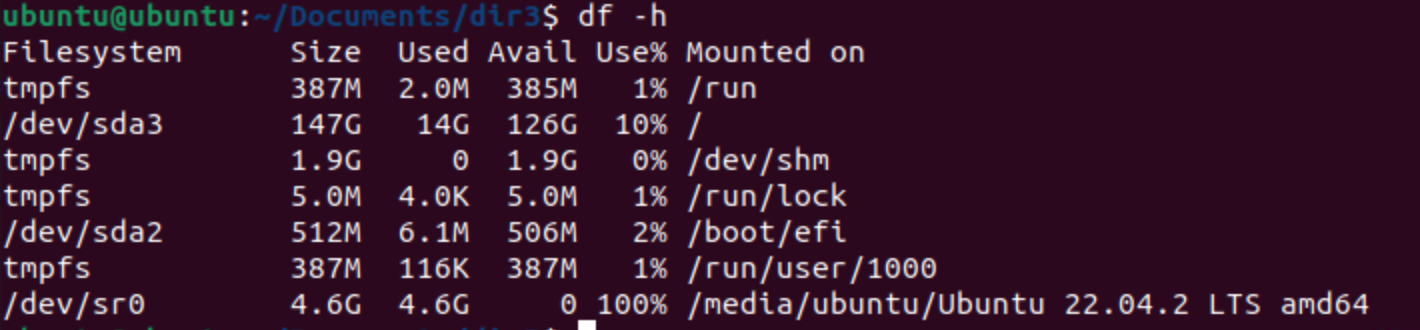 ubuntu@ubuntu:~/Documents/dir3$ df -h
Filesystem      Size  Used Avail Use% Mounted on
tmpfs           387M  2.0M  385M   1% /run
/dev/sda3       147G   14G  126G  10% /
tmpfs           1.9G     0  1.9G   0% /dev/shm
tmpfs           5.0M  4.0K  5.0M   1% /run/lock
/dev/sda2       512M  6.1M  506M   2% /boot/efi
tmpfs           387M  116K  387M   1% /run/user/1000
/dev/sr0        4.6G  4.6G     0 100% /media/ubuntu/Ubuntu 22.04.2 LTS amd64